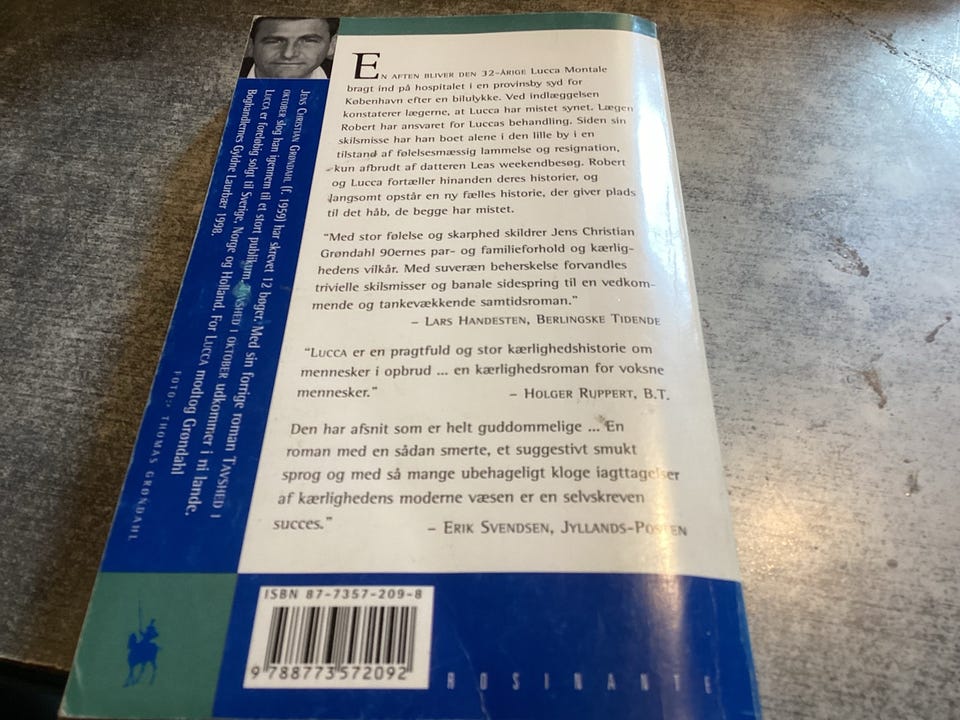 EN AFTEN BLIVER DEN 32-ÅRIGE Lucca Montale
bragt ind på hospitalet i en provinsby syd for
København efter en bilulykke. Ved indlæggelsen
konstaterer lægerne, at Lucca har mistet synet. Lægen
Robert har ansvaret for Luccas behandling. Siden sin
skilsmisse har han boet alene i den lille by i en
tilstand af følelsesmæssig lammelse og resignation,
kun afbrudt af datteren Leas weekendbesøg. Robert
og Lucca fortæller hinanden deres historier, og
langsomt opstår en ny fælles historie, der giver plads
til det håb, de begge har mistet.
"Med stor følelse og skarphed skildrer Jens Christian
Grøndahl 90ernes par- og familieforhold og kærlig-
hedens vilkår. Med suveræn beherskelse forvandles
trivielle skilsmisser og banale sidespring til en vedkom-
mende og tankevækkende samtidsroman."
– LARS HANDESTEN, BERLINGSKE TIDENDE
"LUCCA er en pragtfuld og stor kærlighedshistorie om
mennesker i opbrud ... en kærlighedsroman for voksne
mennesker."
– HOLGER RUPPERT, B.T.
Den har afsnit som er helt guddommelige ... En
roman med en sådan smerte, et suggestivt smukt
sprog og med så mange ubehageligt kloge iagttagelser
af kærlighedens moderne væsen er en selvskreven
succes."
– ERIK SVENDSEN, JYLLANDS-POSTEN
JENS CHRISTIAN GRØNDAHL (f. 1959) har skrevet 12 bøger. Med sin forrige roman TAVSHED I
OKTOBER slog han igennem til et stort publikum. TAVSHED I OKTOBER udkommer i ni lande.
LUCCA er foreløbig solgt til Sverige, Norge og Holland. For LUCCA modtog Grøndahl
Boghandlernes Gyldne Laurbær 1998.
FOTO: THOMAS GRØNDAHL
ISBN 87-7357-209-8
9 788773 572092
ROSINANTE